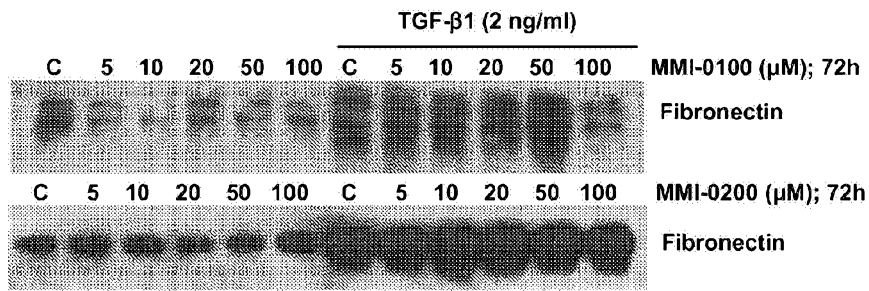 TGF-β1 (2 ng/ml)
C 5 10 20 50 100 C 5 10 20 50 100 MMI-0100 (µM); 72h
Fibronectin
C 5 10 20 50 100 C 5 10 20 50 100 MMI-0200 (µM); 72h
Fibronectin